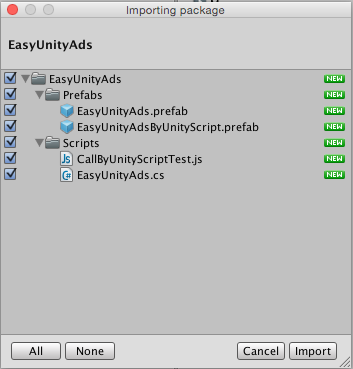 Importing package
EasyUnityAds
EasyUnityAds NEW
Prefabs NEW
EasyUnityAds.prefab NEW
EasyUnityAdsByUnityScript.prefab NEW
Scripts NEW
Js CallByUnityScriptTest.js NEW
C# EasyUnityAds.cs NEW
All None Cancel Import